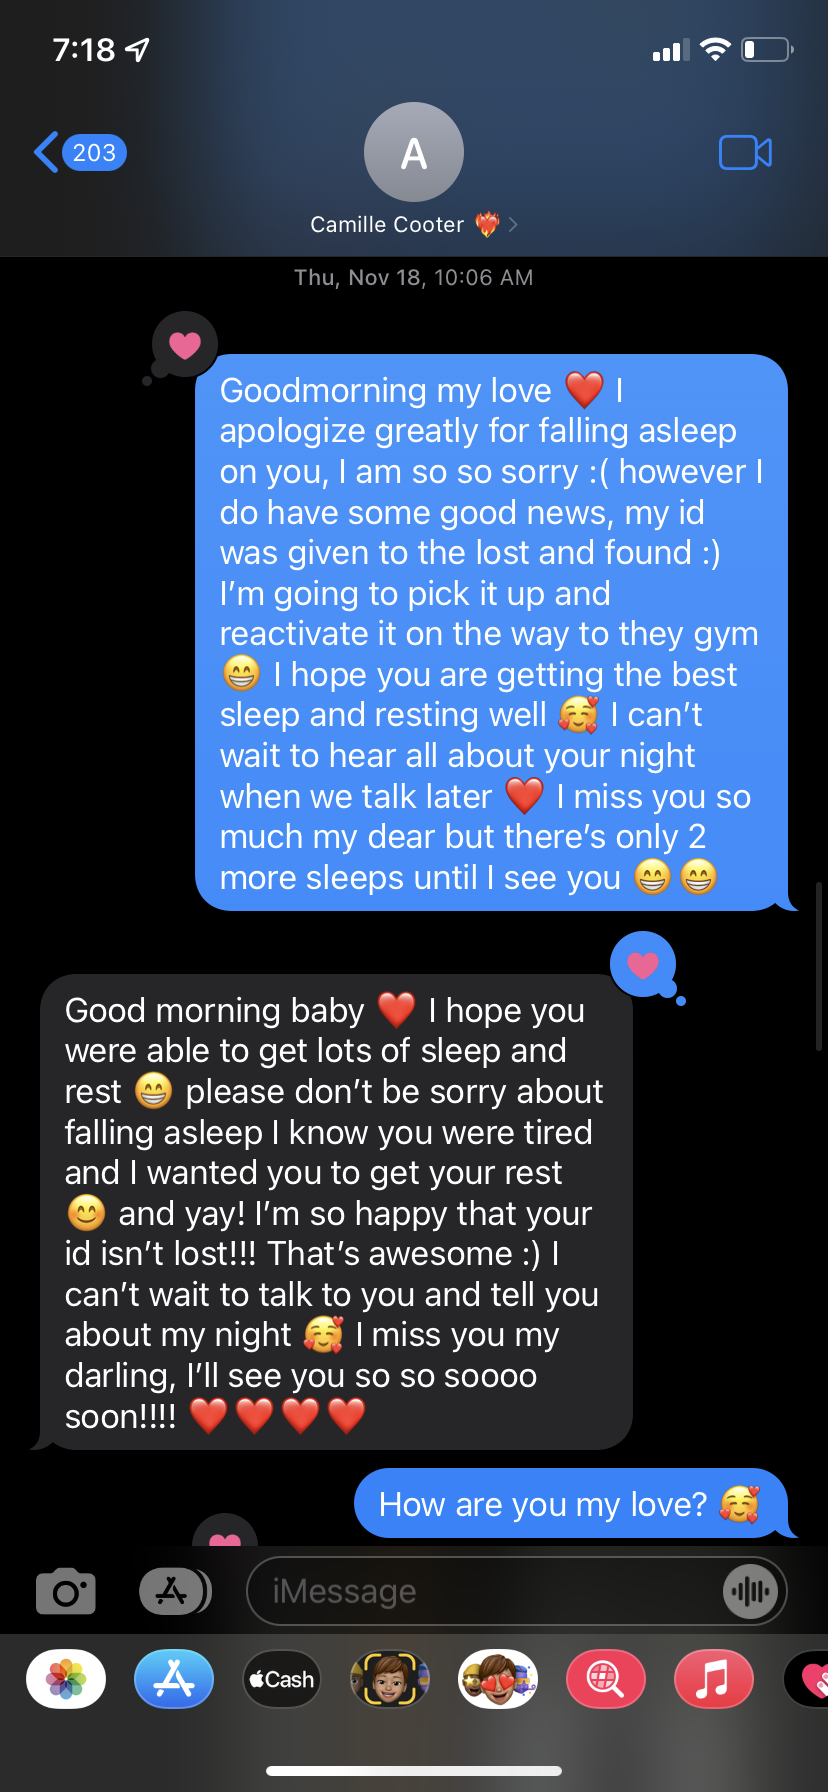 7:18
203
A
Camille Cooter ❤️‍🔥
Thu, Nov 18, 10:06 AM
Goodmorning my love ❤️ I
apologize greatly for falling asleep
on you, I am so so sorry :( however I
do have some good news, my id
was given to the lost and found :)
I’m going to pick it up and
reactivate it on the way to they gym
😁 I hope you are getting the best
sleep and resting well 🥰 I can’t
wait to hear all about your night
when we talk later ❤️ I miss you so
much my dear but there’s only 2
more sleeps until I see you 😁😁
Good morning baby ❤️ I hope you
were able to get lots of sleep and
rest 😁 please don’t be sorry about
falling asleep I know you were tired
and I wanted you to get your rest
😊 and yay! I’m so happy that your
id isn’t lost!!! That’s awesome :) I
can’t wait to talk to you and tell you
about my night 🥰 I miss you my
darling, I’ll see you so so soooo
soon!!!! ❤️❤️❤️❤️
How are you my love? 🥰
iMessage
Cash